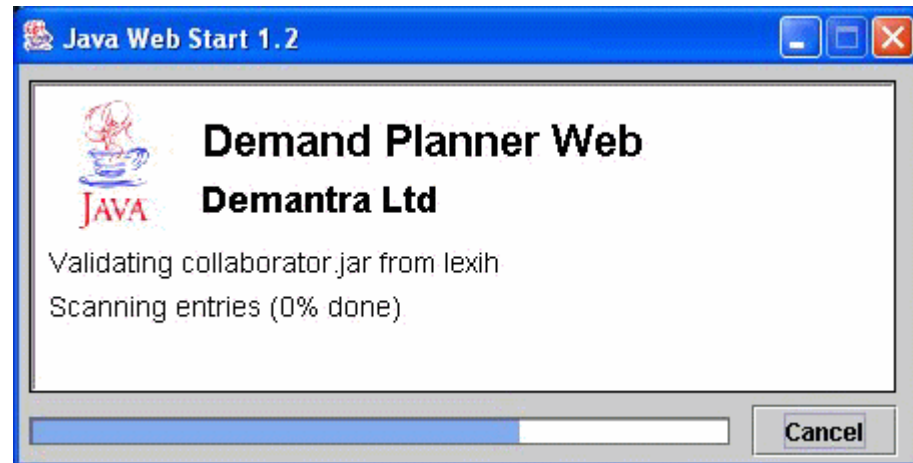 Java Web Start 1.2
Demand Planner Web
Demantra Ltd
JAVA
Validating collaborator.jar from lexih
Scanning entries (0% done)
Cancel